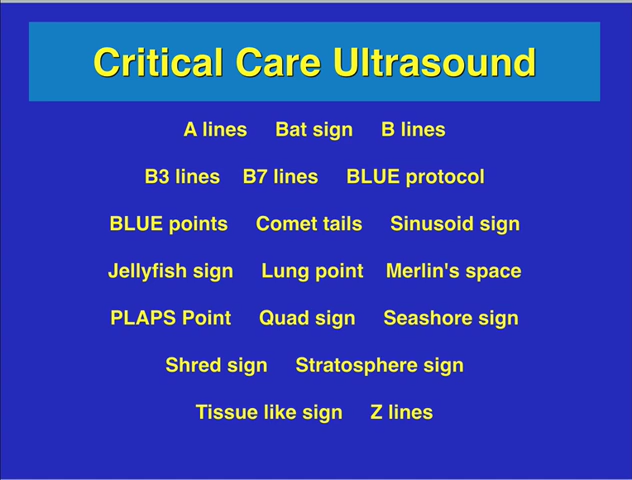 Critical Care Ultrasound
A lines Bat sign B lines
B3 lines B7 lines BLUE protocol
BLUE points Comet tails Sinusoid sign
Jellyfish sign Lung point Merlin's space
PLAPS Point Quad sign Seashore sign
Shred sign Stratosphere sign
Tissue like sign Z lines